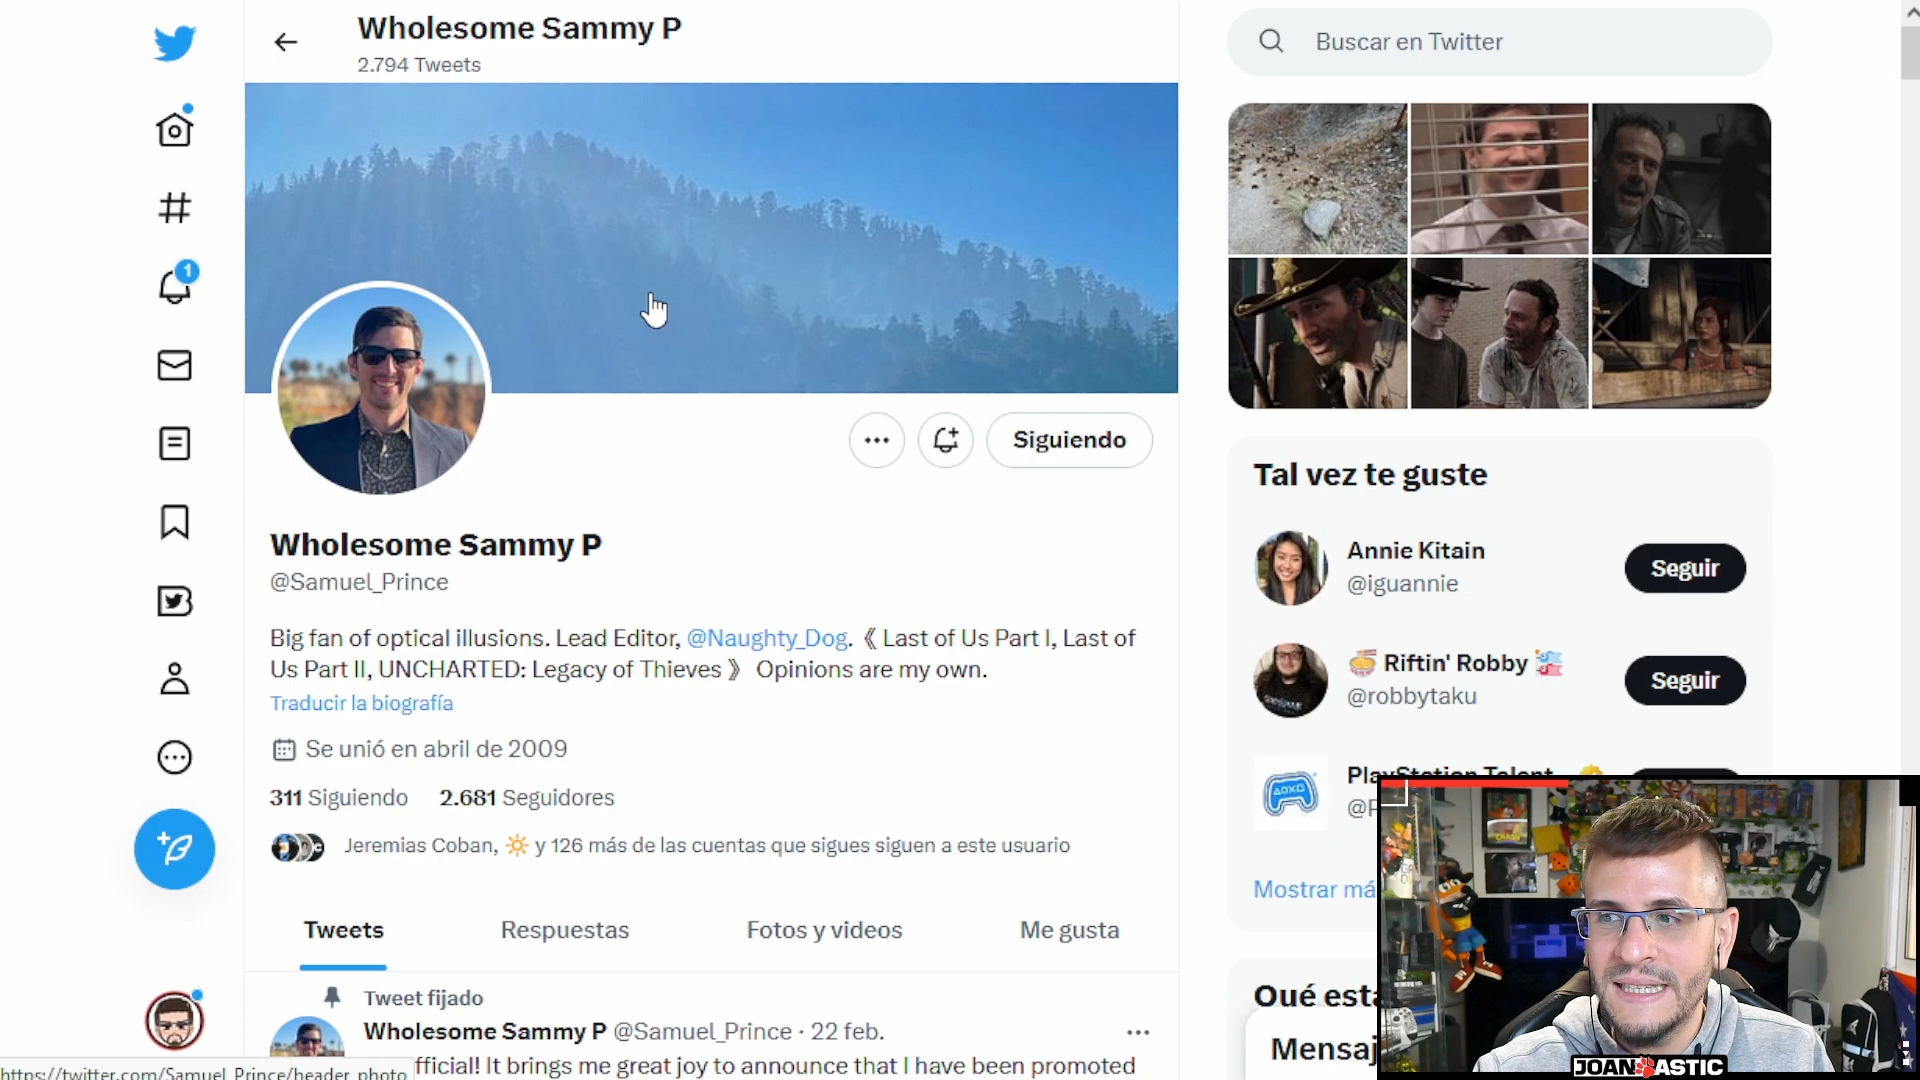 Wholesome Sammy P
2.794 Tweets
Buscar en Twitter
1
Siguiendo
Wholesome Sammy P
@Samuel_Prince
Big fan of optical illusions. Lead Editor, @Naughty_Dog.《 Last of Us Part I, Last of
Us Part II, UNCHARTED: Legacy of Thieves 》 Opinions are my own.
Traducir la biografía
Se unió en abril de 2009
311 Siguiendo 2.681 Seguidores
Jeremias Coban, 🔆 y 126 más de las cuentas que sigues siguen a este usuario
Tweets Respuestas Fotos y videos Me gusta
Tweet fijado
Wholesome Sammy P @Samuel_Prince · 22 feb.
fficial! It brings me great joy to announce that I have been promoted
https://twitter.com/Samuel_Prince/header_photo
Tal vez te guste
Annie Kitain
@iguannie
Seguir
🍜 Riftin' Robby
@robbytaku
Seguir
PlayStation Talent
@P
Mostrar má
Qué est
Mensaj
JOANTASTIC